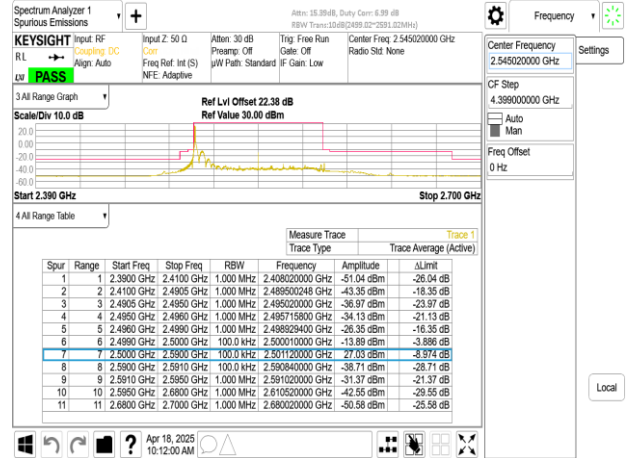 Spectrum Analyzer 1
Spurious Emissions
Attn: 15.39dB, Duty Corr: 6.99 dB
RBW Trans:10dB(2499.02~2591.02MHz)
Frequency
Settings
KEYSIGHT
RL
PASS
Input: RF
Coupling: DC
Align: Auto
Input Z: 50 Ω
Corr
Freq Ref: Int (S)
NFE: Adaptive
Atten: 30 dB
Preamp: Off
µW Path: Standard
Trig: Free Run
Gate: Off
IF Gain: Low
Center Freq: 2.545020000 GHz
Radio Std: None
Center Frequency
2.545020000 GHz
CF Step
4.399000000 GHz
Auto
Man
Freq Offset
0 Hz
Local
3 All Range Graph
Scale/Div 10.0 dB
Ref Lvl Offset 22.38 dB
Ref Value 30.00 dBm
20.0
0.00
-20.0
-40.0
-60.0
Start 2.390 GHz
Stop 2.700 GHz
4 All Range Table
Measure Trace Trace 1
Trace Type Trace Average (Active)
Spur Range Start Freq Stop Freq RBW Frequency Amplitude ΔLimit
1 1 2.3900 GHz 2.4100 GHz 1.000 MHz 2.408020000 GHz -51.04 dBm -26.04 dB
2 2 2.4100 GHz 2.4905 GHz 1.000 MHz 2.489500248 GHz -43.35 dBm -18.35 dB
3 3 2.4905 GHz 2.4950 GHz 1.000 MHz 2.495020000 GHz -36.97 dBm -23.97 dB
4 4 2.4950 GHz 2.4960 GHz 1.000 MHz 2.495715800 GHz -34.13 dBm -21.13 dB
5 5 2.4960 GHz 2.4990 GHz 1.000 MHz 2.498929400 GHz -26.35 dBm -16.35 dB
6 6 2.4990 GHz 2.5000 GHz 100.0 kHz 2.500010000 GHz -13.89 dBm -3.886 dB
7 7 2.5000 GHz 2.5900 GHz 100.0 kHz 2.501120000 GHz 27.03 dBm -8.974 dB
8 8 2.5900 GHz 2.5910 GHz 100.0 kHz 2.590840000 GHz -38.71 dBm -28.71 dB
9 9 2.5910 GHz 2.5950 GHz 1.000 MHz 2.591020000 GHz -31.37 dBm -21.37 dB
10 10 2.5950 GHz 2.6800 GHz 1.000 MHz 2.610520000 GHz -42.55 dBm -29.55 dB
11 11 2.6800 GHz 2.7000 GHz 1.000 MHz 2.680020000 GHz -50.58 dBm -25.58 dB
Apr 18, 2025
10:12:00 AM